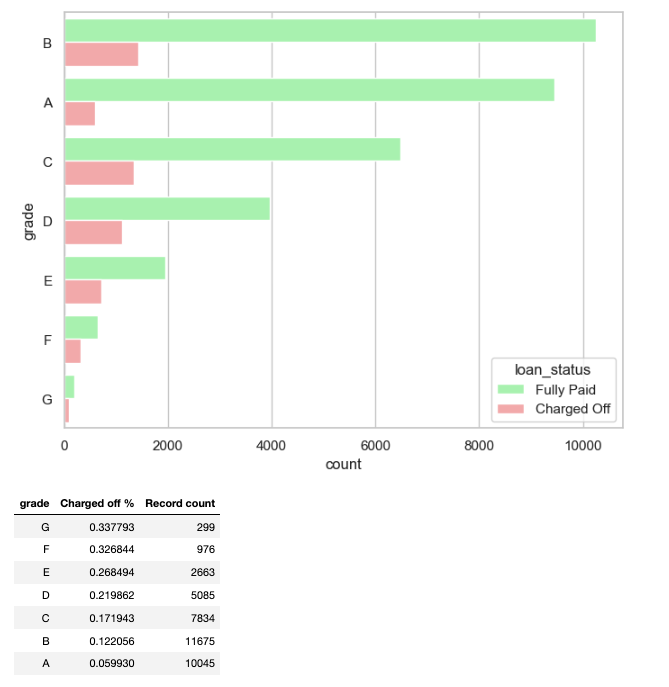 B
A
C
D
E
F
G
grade
0 2000 4000 6000 8000 10000
count
loan_status
Fully Paid
Charged Off
grade Charged off % Record count
G 0.337793 299
F 0.326844 976
E 0.268494 2663
D 0.219862 5085
C 0.171943 7834
B 0.122056 11675
A 0.059930 10045